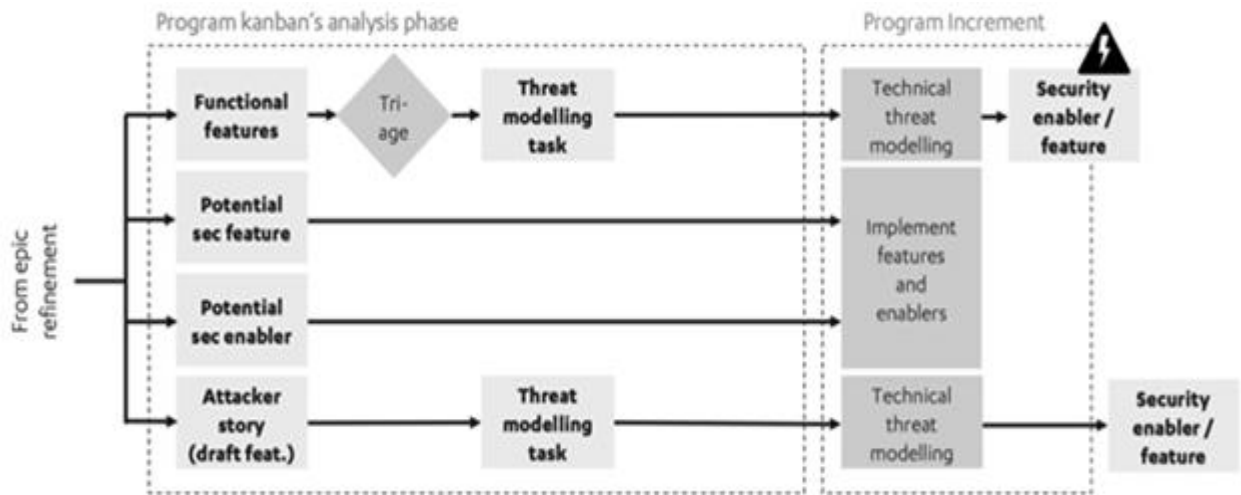 Program kanban's analysis phase
Program Increment
Functional
features
Tri-
age
Threat
modelling
task
Technical
threat
modelling
Security
enabler /
feature
Potential
sec feature
Implement
features
and
enablers
From epic
refinement
Potential
sec enabler
Attacker
story
(draft feat.)
Threat
modelling
task
Technical
threat
modelling
Security
enabler /
feature